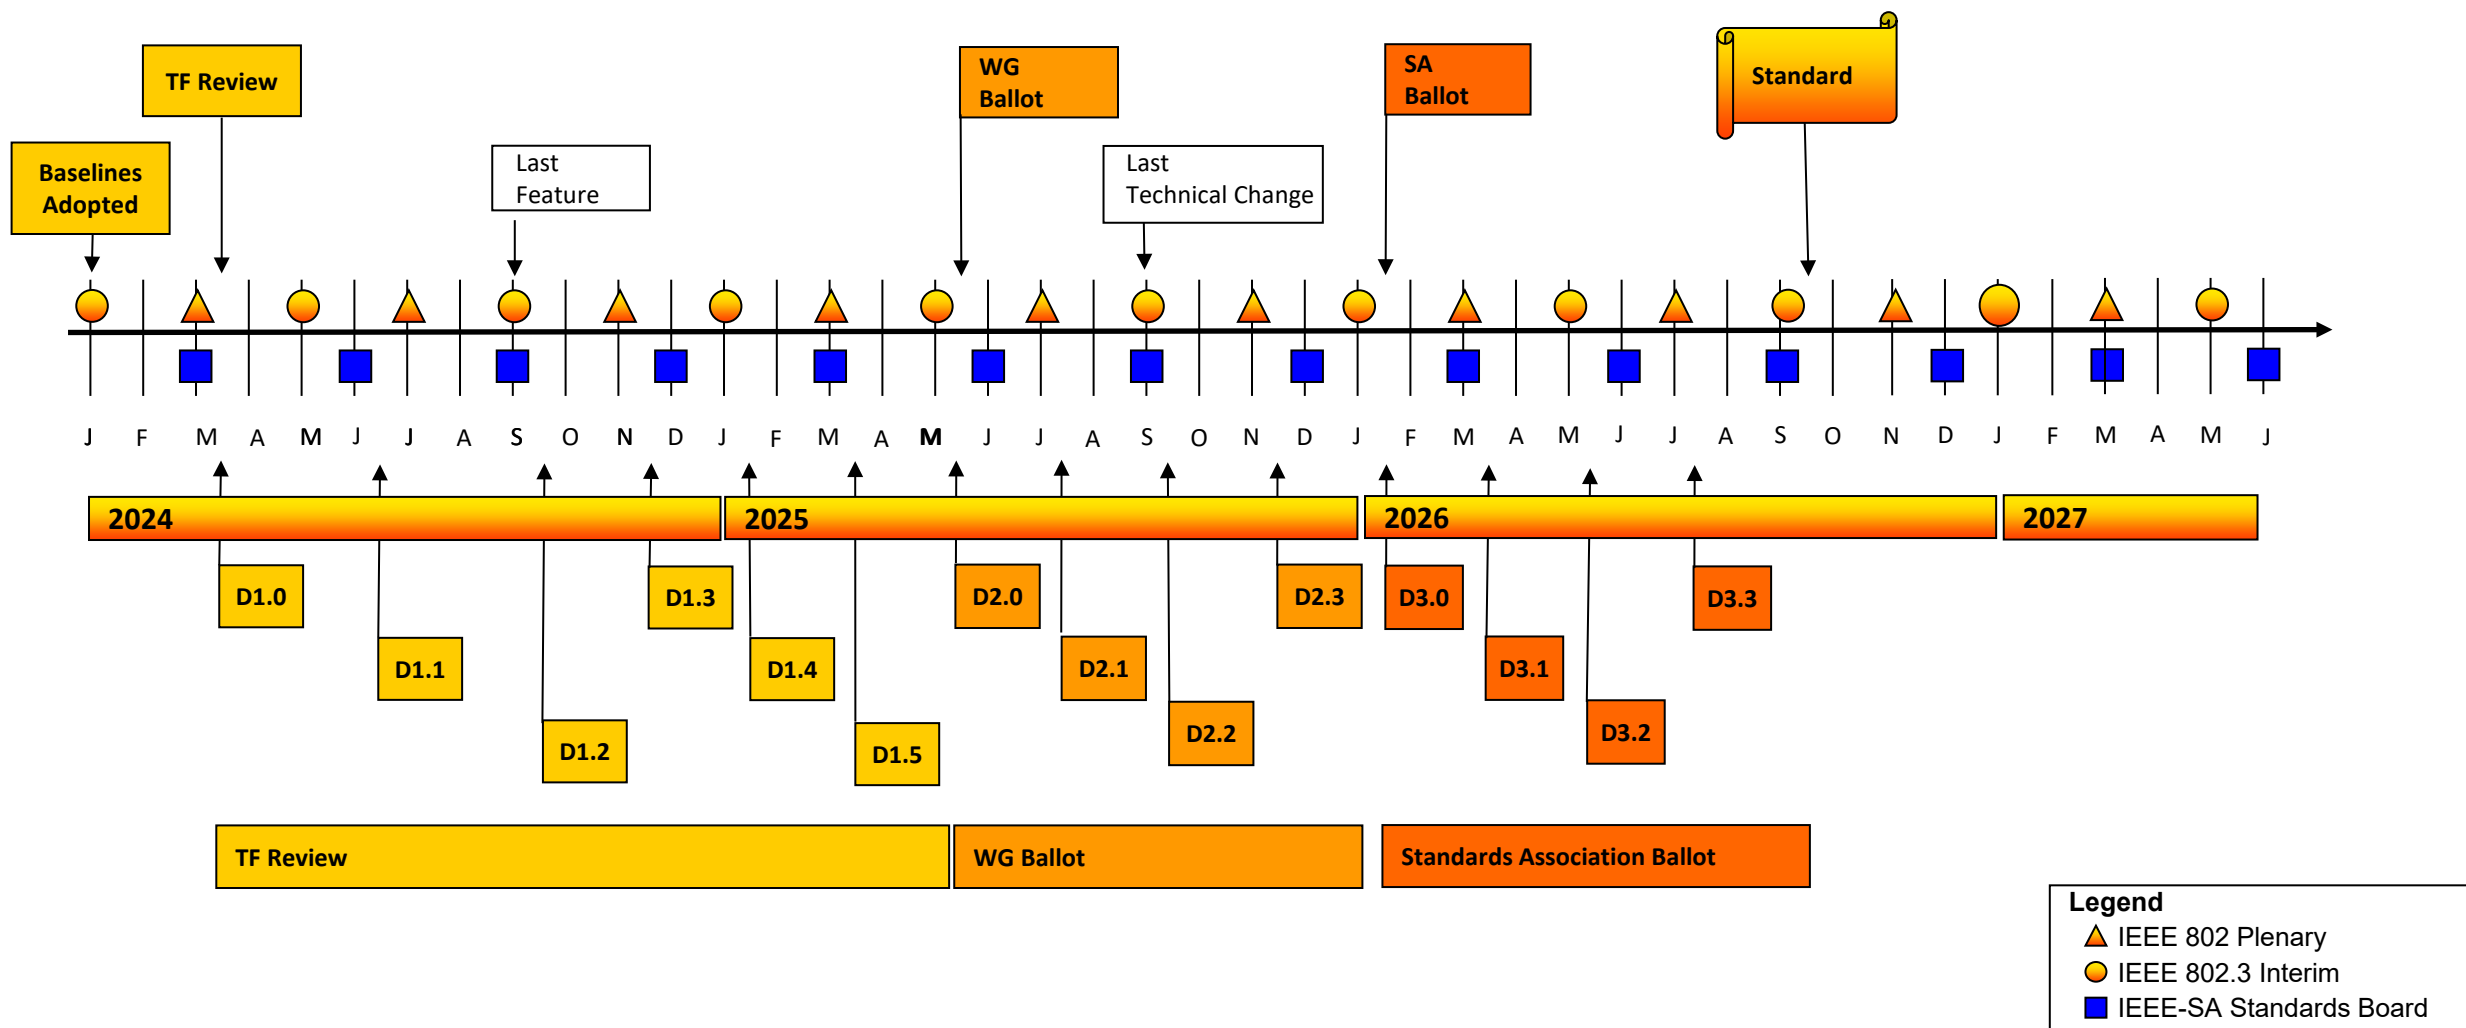 TF Review
WG
Ballot
SA
Ballot
Standard
Baselines
Adopted
Last
Feature
Last
Technical Change
J F M A M J J A S O N D J F M A M J J A S O N D J F M A M J J A S O N D J F M A M J
2024 2025 2026 2027
D1.0
D1.3
D2.0
D2.3
D3.0
D3.3
D1.1
D1.4
D2.1
D3.1
D1.2
D1.5
D2.2
D3.2
TF Review
WG Ballot
Standards Association Ballot
Legend
IEEE 802 Plenary
IEEE 802.3 Interim
IEEE-SA Standards Board